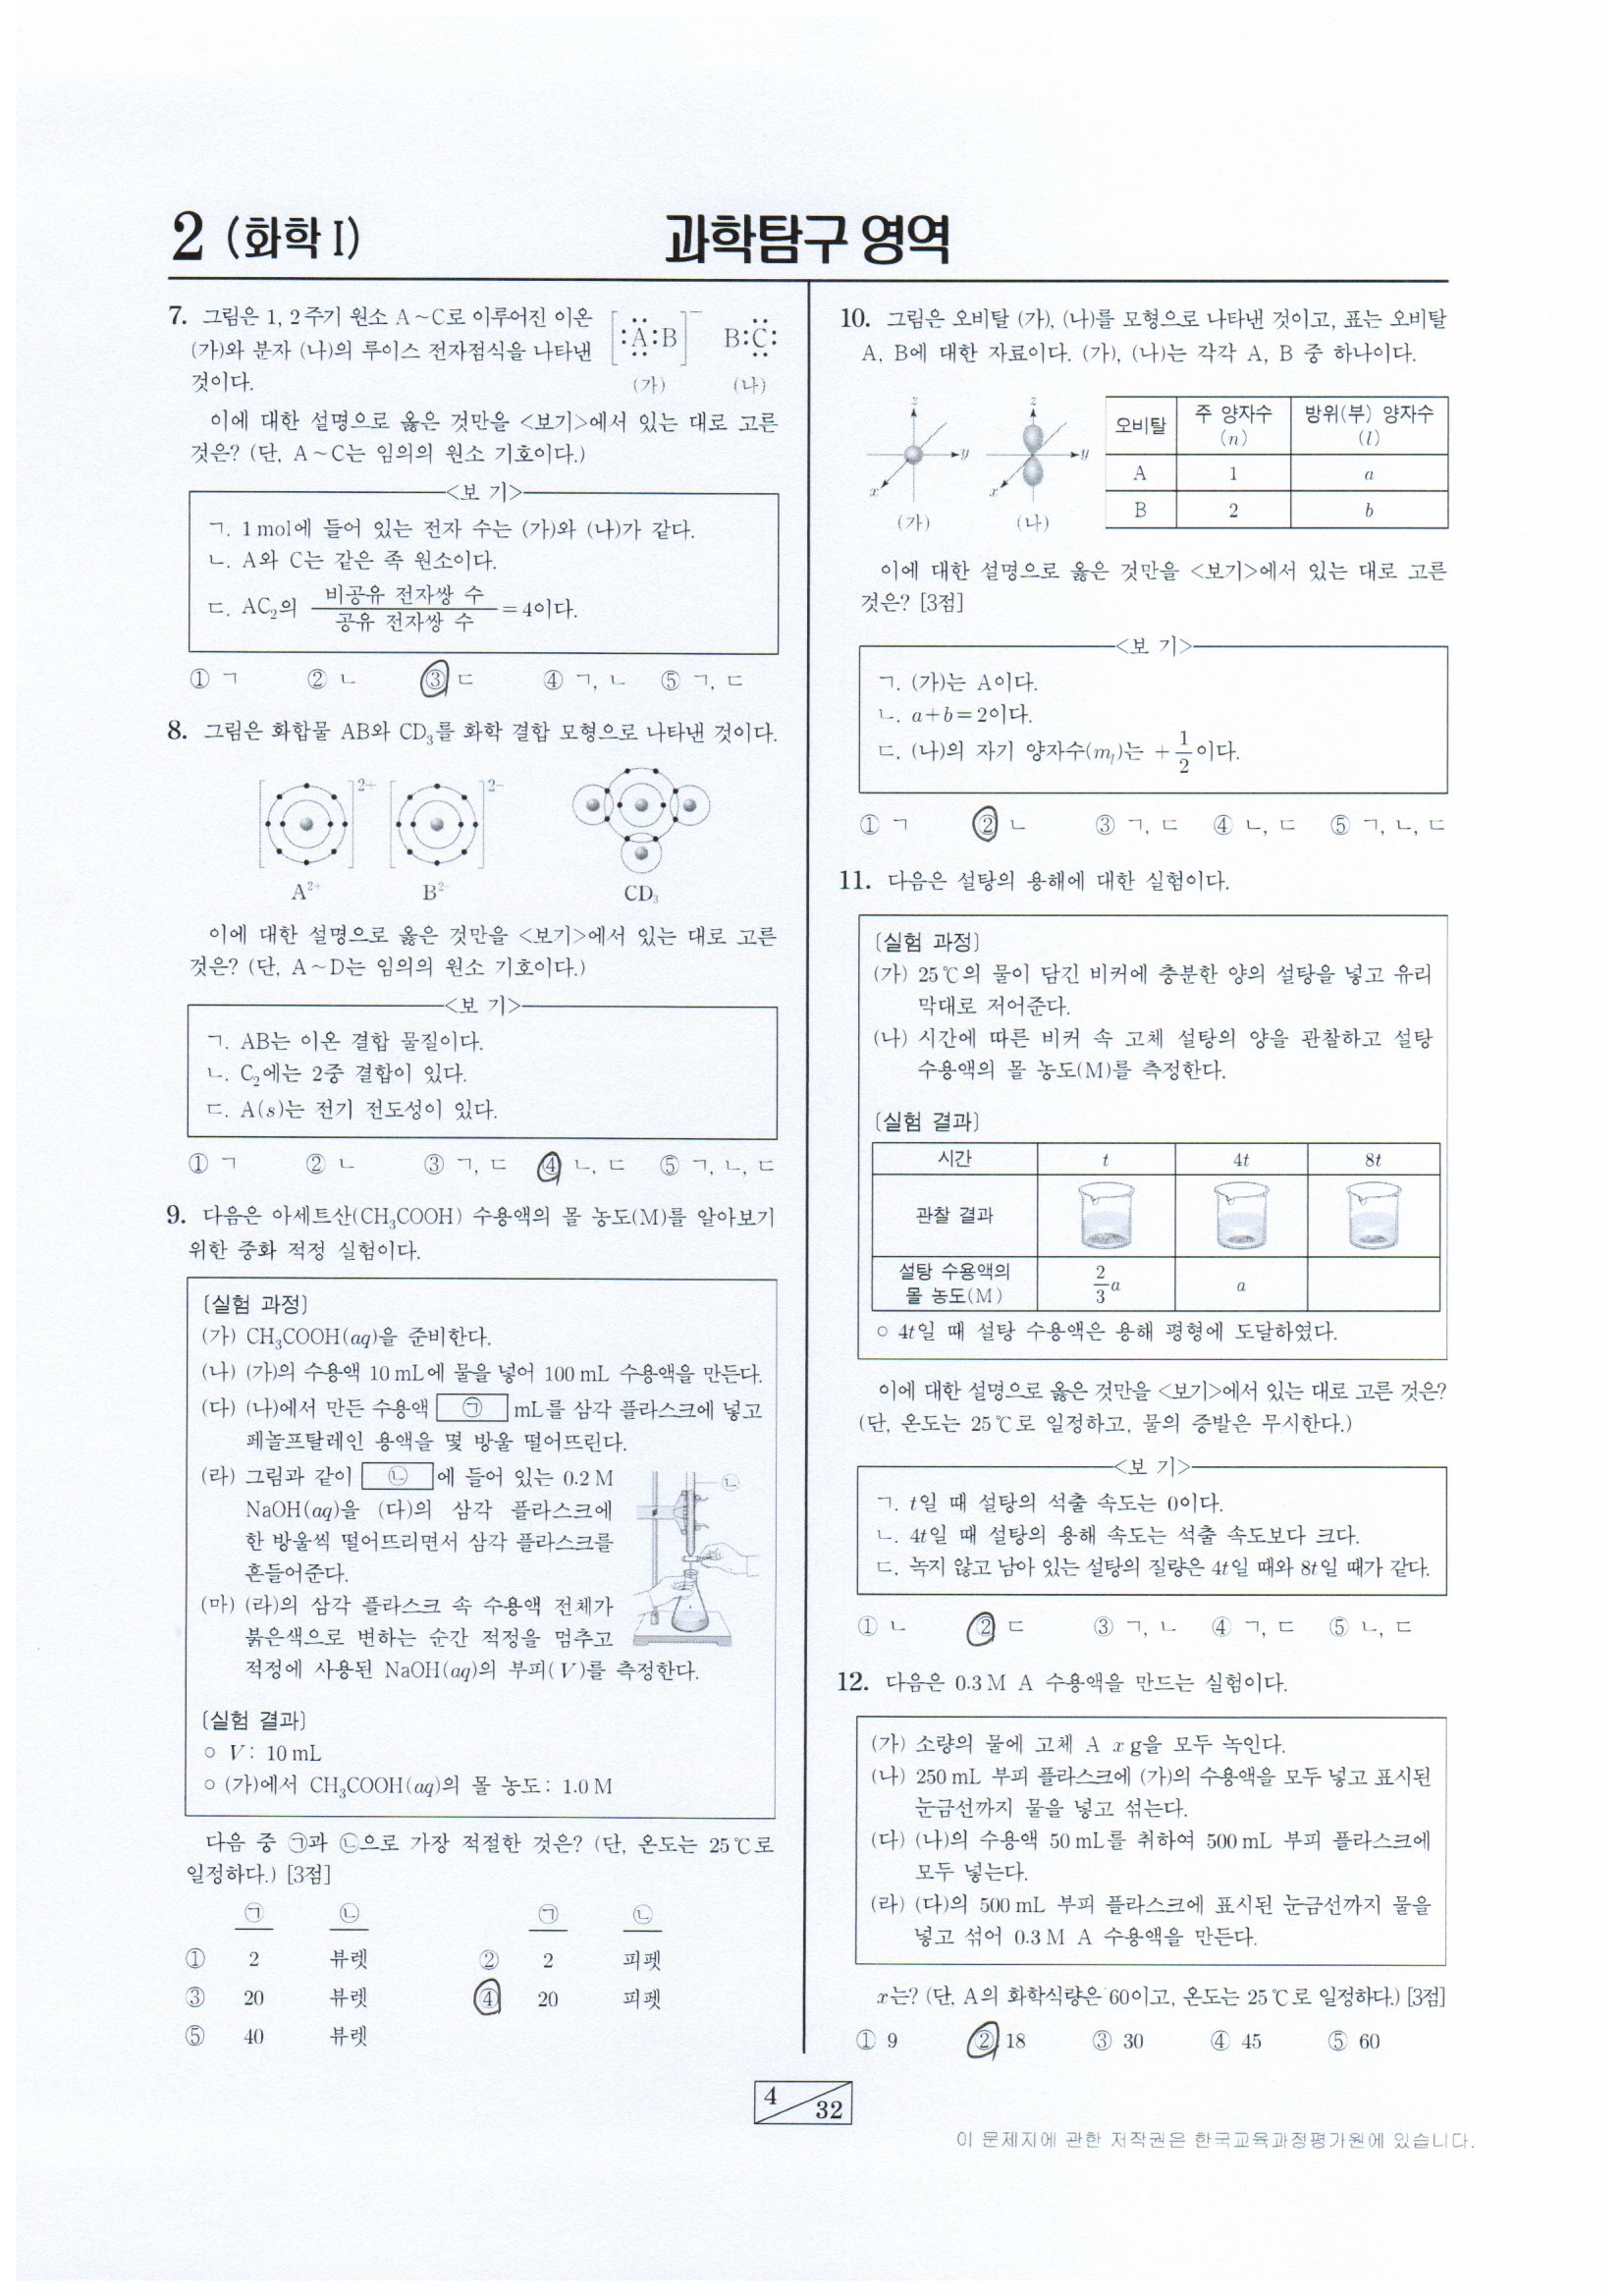 2 (화학 I)
과학탐구 영역
7. 그림은 1, 2주기 원소 A~C로 이루어진 이온
(가)와 분자 (나)의 루이스 전자점식을 나타낸
것이다.
[:A:B]⁻ B:C:
(가) (나)
이에 대한 설명으로 옳은 것만을 <보기>에서 있는 대로 고른
것은? (단, A~C는 임의의 원소 기호이다.)
<보 기>
ㄱ. 1 mol에 들어 있는 전자 수는 (가)와 (나)가 같다.
ㄴ. A와 C는 같은 족 원소이다.
ㄷ. AC₂의 비공유 전자쌍 수/공유 전자쌍 수 = 4이다.
① ㄱ ② ㄴ ③ ㄷ ④ ㄱ, ㄴ ⑤ ㄱ, ㄷ
8. 그림은 화합물 AB와 CD₃를 화학 결합 모형으로 나타낸 것이다.
2+ 2-
A²⁺ B²⁻ CD₃
이에 대한 설명으로 옳은 것만을 <보기>에서 있는 대로 고른
것은? (단, A~D는 임의의 원소 기호이다.)
<보 기>
ㄱ. AB는 이온 결합 물질이다.
ㄴ. C₂에는 2중 결합이 있다.
ㄷ. A(s)는 전기 전도성이 있다.
① ㄱ ② ㄴ ③ ㄱ, ㄷ ④ ㄴ, ㄷ ⑤ ㄱ, ㄴ, ㄷ
9. 다음은 아세트산(CH₃COOH) 수용액의 몰 농도(M)를 알아보기
위한 중화 적정 실험이다.
[실험 과정]
(가) CH₃COOH(aq)을 준비한다.
(나) (가)의 수용액 10 mL에 물을 넣어 100 mL 수용액을 만든다.
(다) (나)에서 만든 수용액 ㉠ mL를 삼각 플라스크에 넣고
페놀프탈레인 용액을 몇 방울 떨어뜨린다.
(라) 그림과 같이 ㉡ 에 들어 있는 0.2 M
NaOH(aq)을 (다)의 삼각 플라스크에
한 방울씩 떨어뜨리면서 삼각 플라스크를
흔들어준다.
㉡
(마) (라)의 삼각 플라스크 속 수용액 전체가
붉은색으로 변하는 순간 적정을 멈추고
적정에 사용된 NaOH(aq)의 부피(V)를 측정한다.
[실험 결과]
○ V: 10 mL
○ (가)에서 CH₃COOH(aq)의 몰 농도: 1.0 M
다음 중 ㉠과 ㉡으로 가장 적절한 것은? (단, 온도는 25℃로
일정하다.) [3점]
㉠ ㉡ ㉠ ㉡
① 2 뷰렛 ② 2 피펫
③ 20 뷰렛 ④ 20 피펫
⑤ 40 뷰렛
10. 그림은 오비탈 (가), (나)를 모형으로 나타낸 것이고, 표는 오비탈
A, B에 대한 자료이다. (가), (나)는 각각 A, B 중 하나이다.
z y x z y x
(가) (나)
오비탈 주 양자수(n) 방위(부) 양자수(l)
A 1 a
B 2 b
이에 대한 설명으로 옳은 것만을 <보기>에서 있는 대로 고른
것은? [3점]
<보 기>
ㄱ. (가)는 A이다.
ㄴ. a+b=2이다.
ㄷ. (나)의 자기 양자수(mₗ)는 +1/2이다.
① ㄱ ② ㄴ ③ ㄱ, ㄷ ④ ㄴ, ㄷ ⑤ ㄱ, ㄴ, ㄷ
11. 다음은 설탕의 용해에 대한 실험이다.
[실험 과정]
(가) 25℃의 물이 담긴 비커에 충분한 양의 설탕을 넣고 유리
막대로 저어준다.
(나) 시간에 따른 비커 속 고체 설탕의 양을 관찰하고 설탕
수용액의 몰 농도(M)를 측정한다.
[실험 결과]
시간 t 4t 8t
관찰 결과
설탕 수용액의 몰 농도(M) 2/3a a
○ 4t일 때 설탕 수용액은 용해 평형에 도달하였다.
이에 대한 설명으로 옳은 것만을 <보기>에서 있는 대로 고른 것은?
(단, 온도는 25℃로 일정하고, 물의 증발은 무시한다.)
<보 기>
ㄱ. t일 때 설탕의 석출 속도는 0이다.
ㄴ. 4t일 때 설탕의 용해 속도는 석출 속도보다 크다.
ㄷ. 녹지 않고 남아 있는 설탕의 질량은 4t일 때와 8t일 때가 같다.
① ㄴ ② ㄷ ③ ㄱ, ㄴ ④ ㄱ, ㄷ ⑤ ㄴ, ㄷ
12. 다음은 0.3 M A 수용액을 만드는 실험이다.
(가) 소량의 물에 고체 A x g을 모두 녹인다.
(나) 250 mL 부피 플라스크에 (가)의 수용액을 모두 넣고 표시된
눈금선까지 물을 넣고 섞는다.
(다) (나)의 수용액 50 mL를 취하여 500 mL 부피 플라스크에
모두 넣는다.
(라) (다)의 500 mL 부피 플라스크에 표시된 눈금선까지 물을
넣고 섞어 0.3 M A 수용액을 만든다.
x는? (단, A의 화학식량은 60이고, 온도는 25℃로 일정하다.) [3점]
① 9 ② 18 ③ 30 ④ 45 ⑤ 60
4 32
이 문제지에 관한 저작권은 한국교육과정평가원에 있습니다.